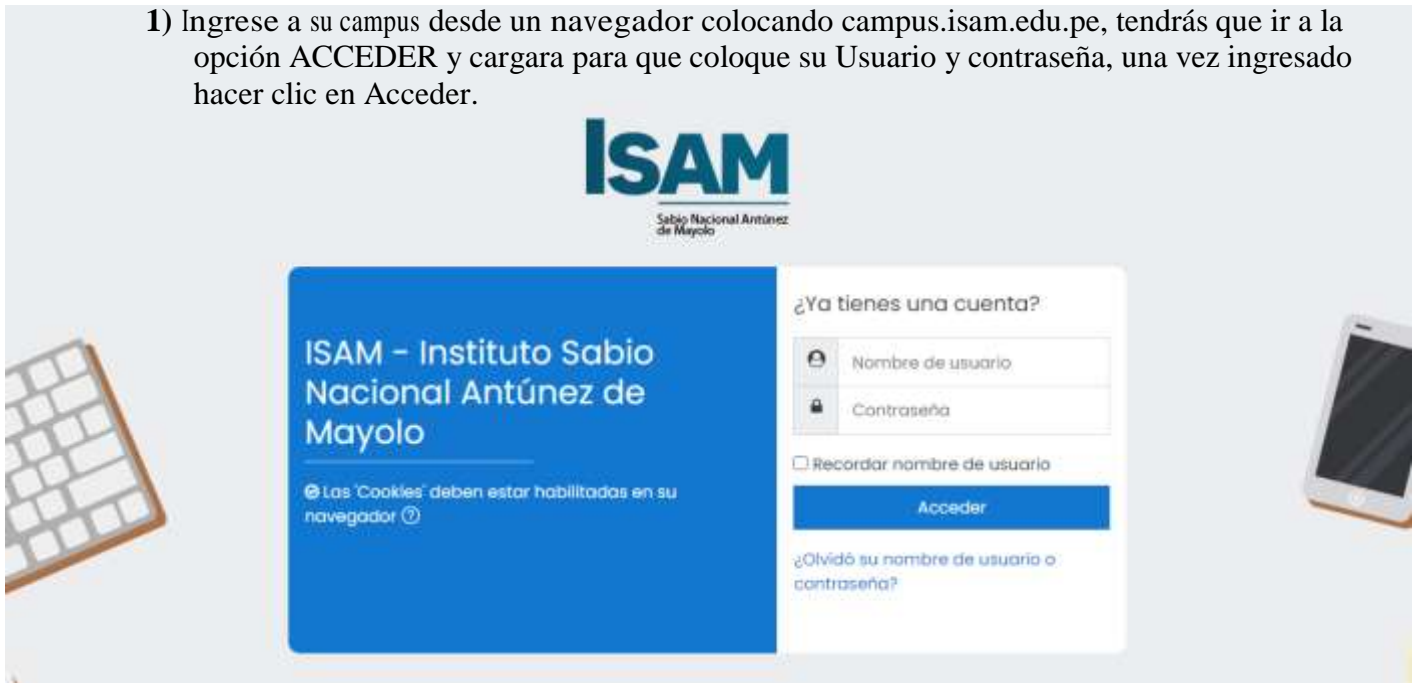 1) Ingrese a su campus desde un navegador colocando campus.isam.edu.pe, tendrás que ir a la
opción ACCEDER y cargara para que coloque su Usuario y contraseña, una vez ingresado
hacer clic en Acceder.
ISAM
Sabio Nacional Antúnez
de Mayolo
ISAM - Instituto Sabio
Nacional Antúnez de
Mayolo
Las 'Cookies' deben estar habilitadas en su
navegador
¿Ya tienes una cuenta?
Nombre de usuario
Contraseña
Recordar nombre de usuario
Acceder
¿Olvidó su nombre de usuario o
contraseña?